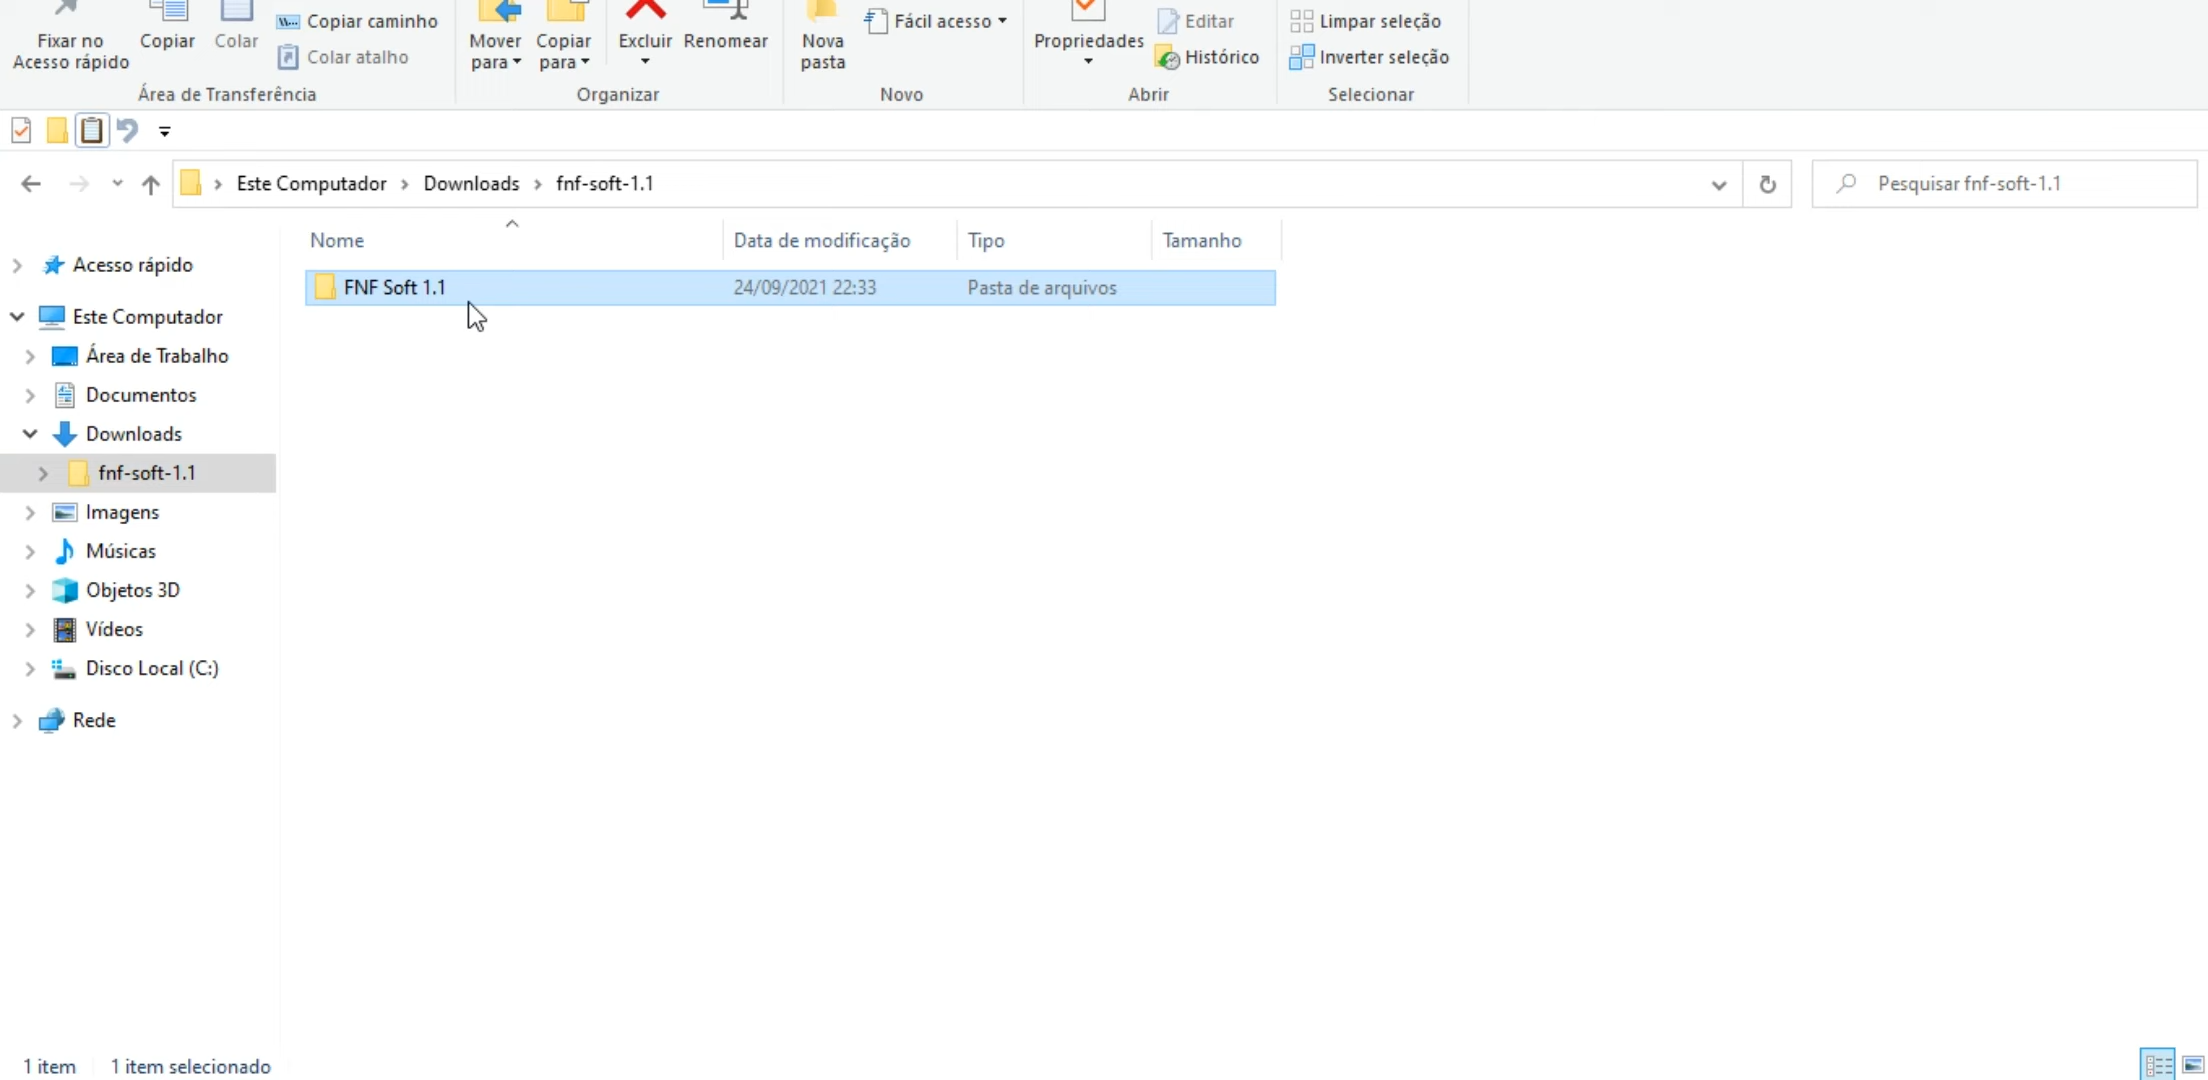 Fixar no
Acesso rápido
Copiar
Colar
Copiar caminho
Colar atalho
Área de Transferência
Mover
para
Copiar
para
Excluir
Renomear
Organizar
Nova
pasta
Fácil acesso
Novo
Propriedades
Editar
Histórico
Abrir
Limpar seleção
Inverter seleção
Selecionar
Este Computador › Downloads › fnf-soft-1.1
Pesquisar fnf-soft-1.1
Nome
Data de modificação
Tipo
Tamanho
FNF Soft 1.1
24/09/2021 22:33
Pasta de arquivos
Acesso rápido
Este Computador
Área de Trabalho
Documentos
Downloads
fnf-soft-1.1
Imagens
Músicas
Objetos 3D
Vídeos
Disco Local (C:)
Rede
1 item
1 item selecionado